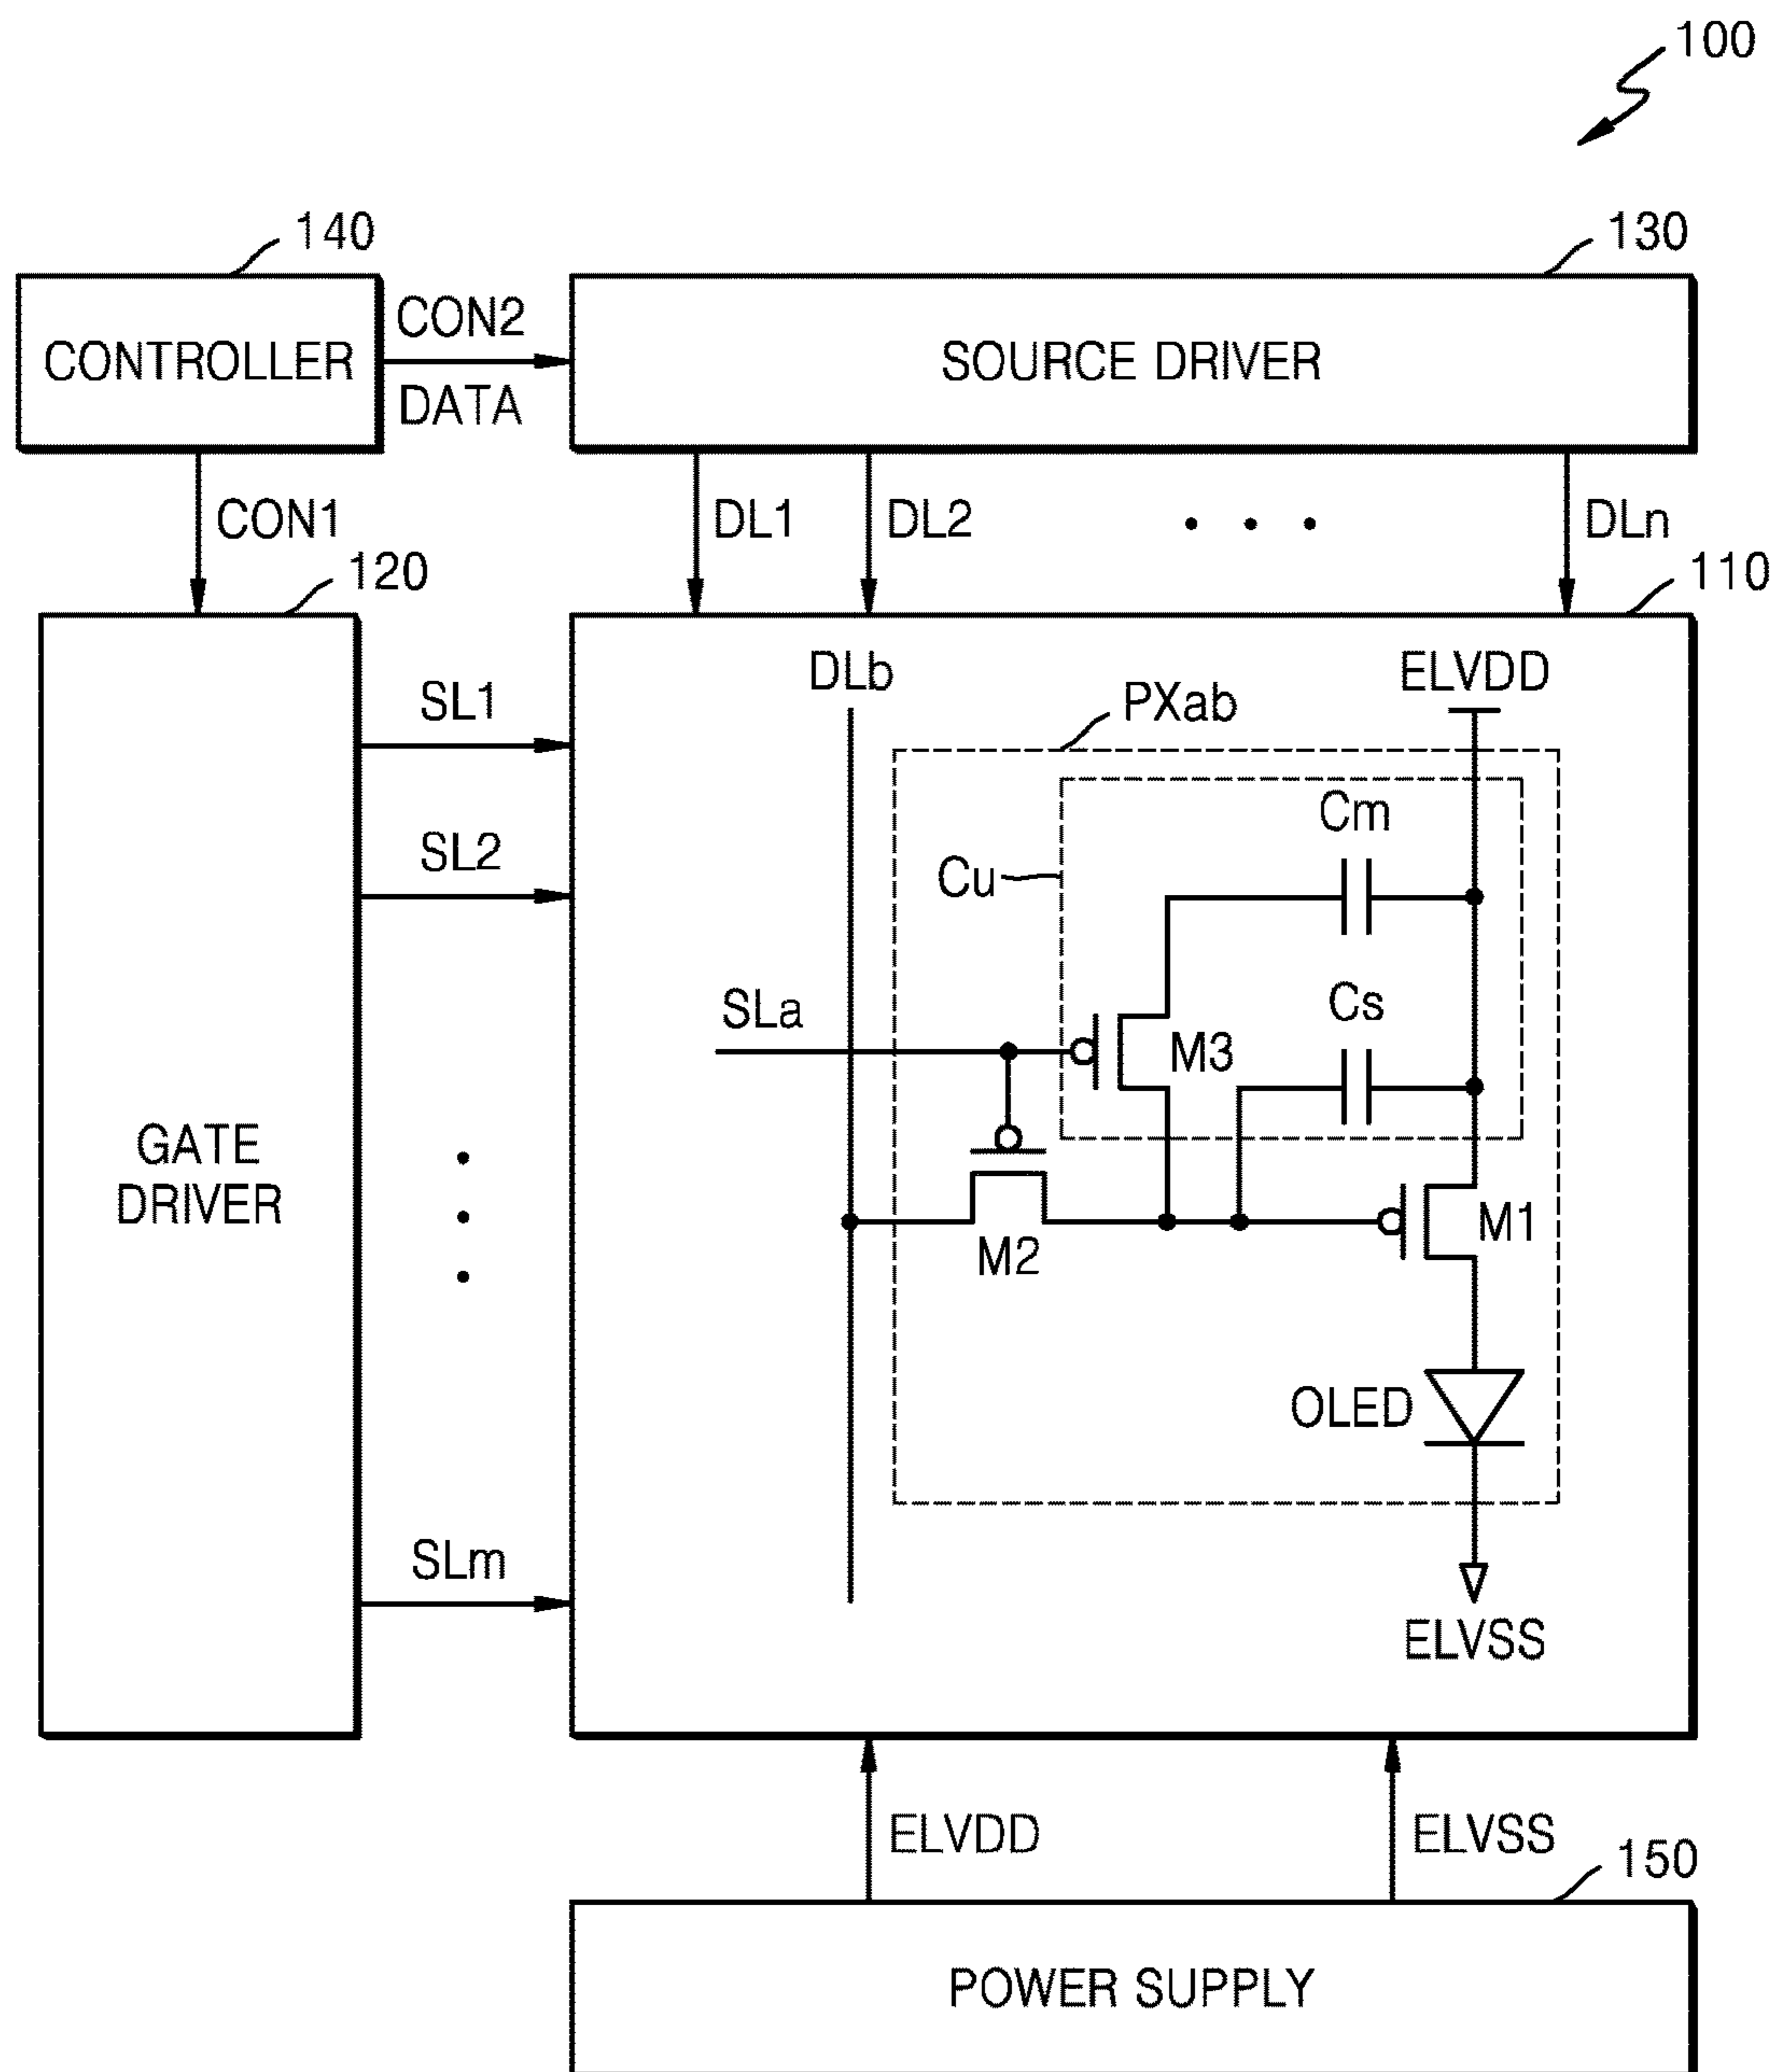 100
140
130
CONTROLLER
CON2
DATA
SOURCE DRIVER
CON1
DL1
DL2
DLn
120
110
GATE
DRIVER
SL1
SL2
SLm
DLb
ELVDD
PXab
Cm
Cu
SLa
Cs
M3
M2
M1
OLED
ELVSS
ELVDD
ELVSS
150
POWER SUPPLY